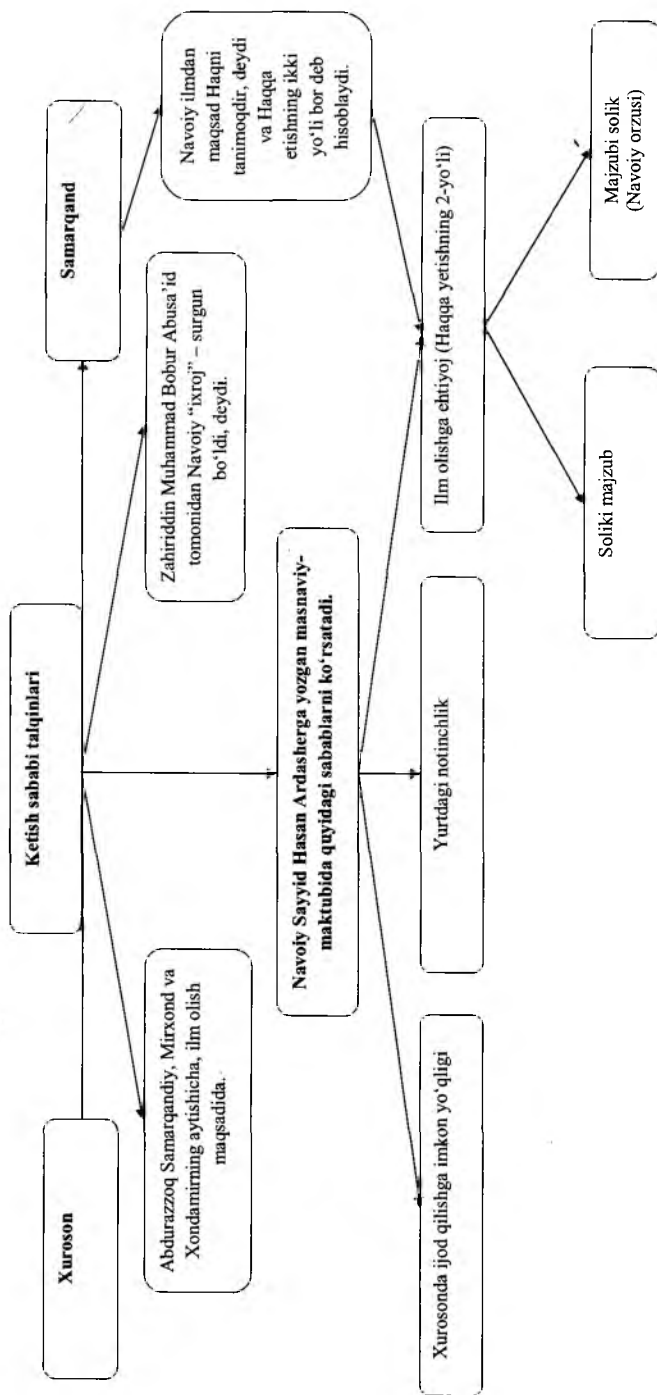 Xuroson
Ketish sababi talqinlari
Samarqand
Abdurazzoq Samarqandiy, Mirxond va
Xondamirning aytishicha, ilm olish
maqsadida.
Zahiriddin Muhammad Bobur Abusa’id
tomonidan Navoiy “ixroj” – surgun
bo‘ldi, deydi.
Navoiy ilmdan
maqsad Haqni
tanimoqdir, deydi
va Haqqa
etishning ikki
yo‘li bor deb
hisoblaydi.
Navoiy Sayyid Hasan Ardasherga yozgan masnaviy-
maktubida quyidagi sabablarni ko‘rsatadi.
Xurosonda ijod qilishga imkon yo‘qligi
Yurtdagi notinchlik
Ilm olishga ehtiyoj (Haqqa yetishning 2-yo‘li)
Soliki majzub
Majzubi solik
(Navoiy orzusi)